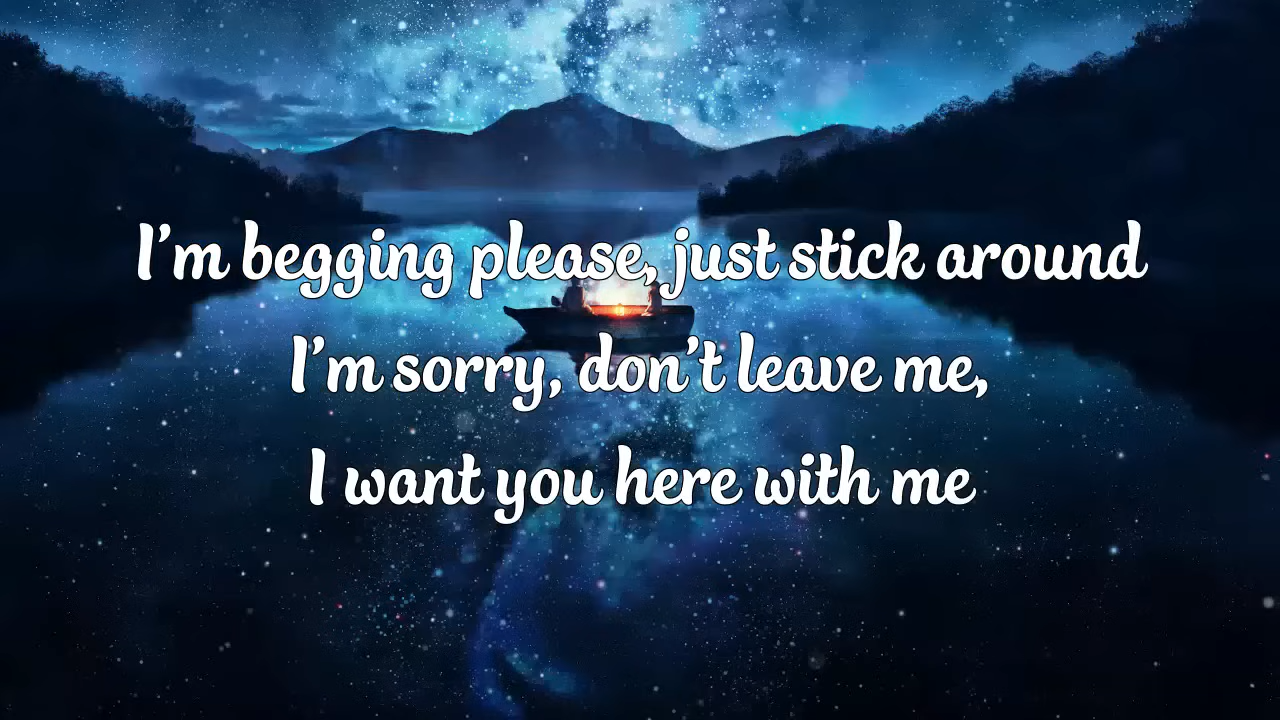 I’m begging please, just stick around
I’m sorry, don’t leave me,
I want you here with me